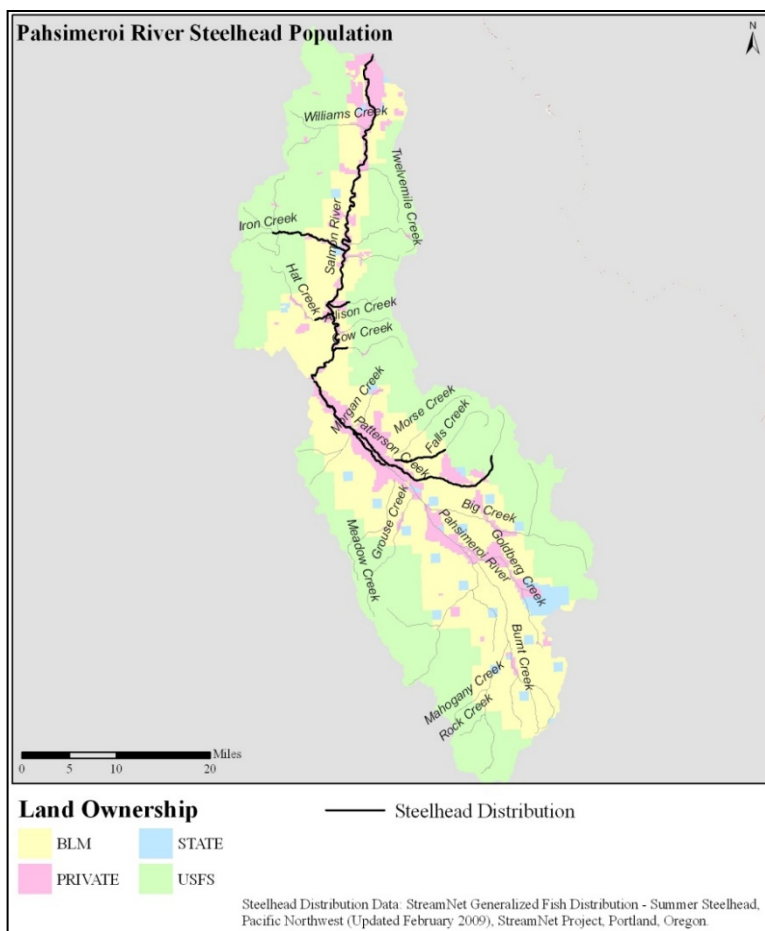 Pahsimeroi River Steelhead Population
N
Williams Creek
Twelvemile Creek
Iron Creek
Salmon River
Hat Creek
Allison Creek
Cow Creek
Morgan Creek
Morse Creek
Falls Creek
Patterson Creek
Big Creek
Grouse Creek
Meadow Creek
Pahsimeroi River
Goldberg Creek
Burnt Creek
Mahogany Creek
Rock Creek
Miles
0 5 10 20
Land Ownership
Steelhead Distribution
BLM
STATE
PRIVATE
USFS
Steelhead Distribution Data: StreamNet Generalized Fish Distribution - Summer Steelhead,
Pacific Northwest (Updated February 2009), StreamNet Project, Portland, Oregon.